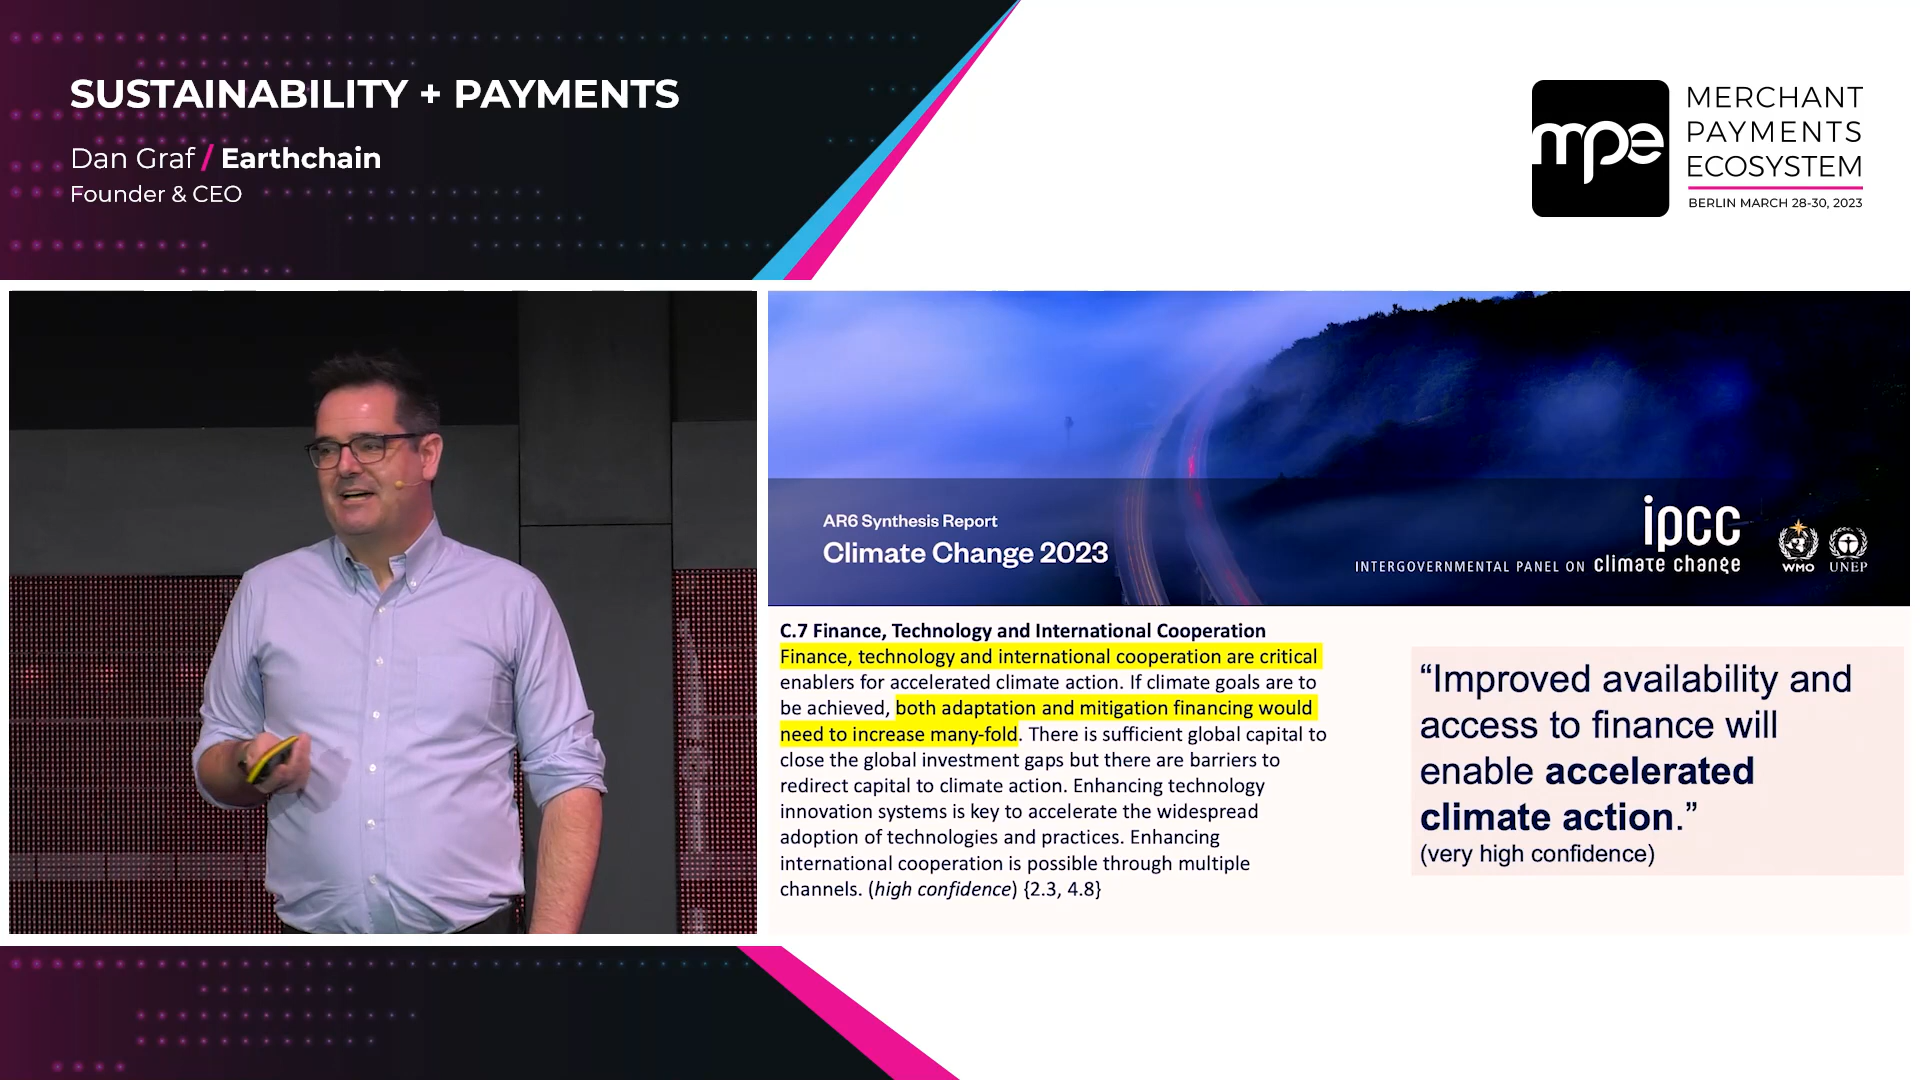 SUSTAINABILITY + PAYMENTS
Dan Graf / Earthchain
Founder & CEO
mpe
MERCHANT
PAYMENTS
ECOSYSTEM
BERLIN MARCH 28-30, 2023
AR6 Synthesis Report
Climate Change 2023
ipcc
INTERGOVERNMENTAL PANEL ON climate change
WMO
UNEP
C.7 Finance, Technology and International Cooperation
Finance, technology and international cooperation are critical
enablers for accelerated climate action. If climate goals are to
be achieved, both adaptation and mitigation financing would
need to increase many-fold. There is sufficient global capital to
close the global investment gaps but there are barriers to
redirect capital to climate action. Enhancing technology
innovation systems is key to accelerate the widespread
adoption of technologies and practices. Enhancing
international cooperation is possible through multiple
channels. (high confidence) {2.3, 4.8}
“Improved availability and
access to finance will
enable accelerated
climate action.”
(very high confidence)